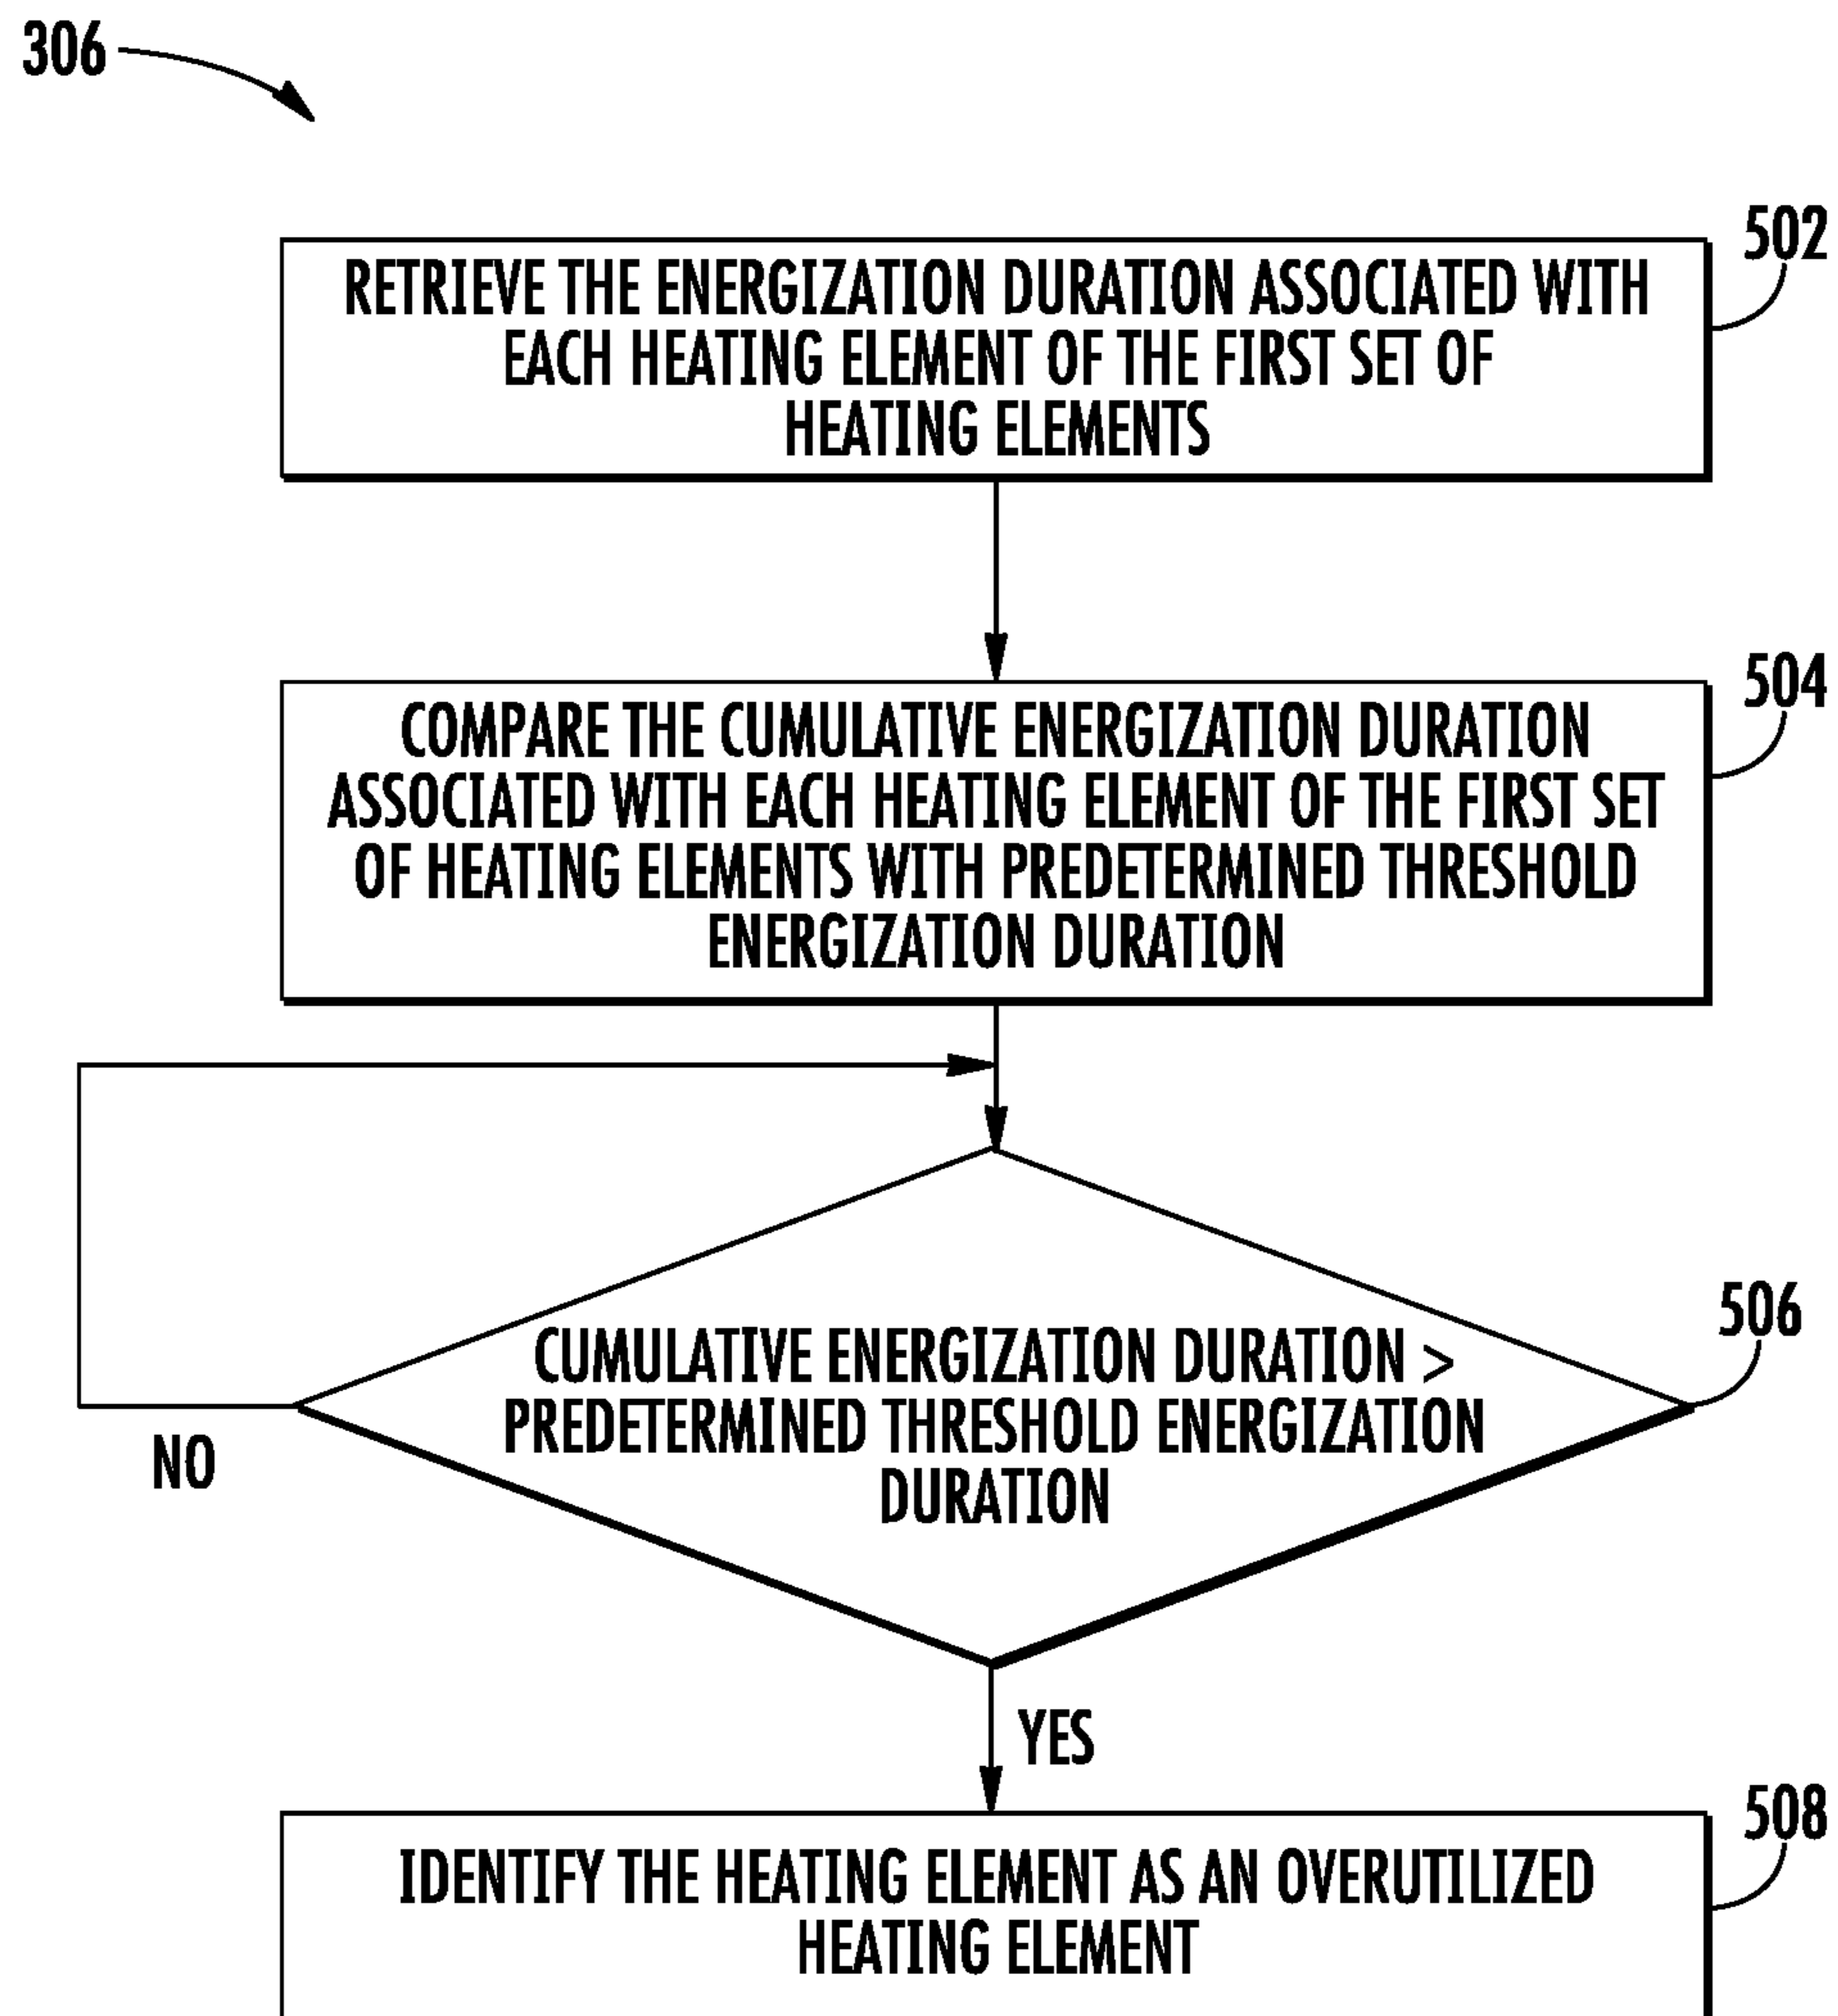 306
502
RETRIEVE THE ENERGIZATION DURATION ASSOCIATED WITH
EACH HEATING ELEMENT OF THE FIRST SET OF
HEATING ELEMENTS
504
COMPARE THE CUMULATIVE ENERGIZATION DURATION
ASSOCIATED WITH EACH HEATING ELEMENT OF THE FIRST SET
OF HEATING ELEMENTS WITH PREDETERMINED THRESHOLD
ENERGIZATION DURATION
506
CUMULATIVE ENERGIZATION DURATION >
PREDETERMINED THRESHOLD ENERGIZATION
DURATION
NO
YES
508
IDENTIFY THE HEATING ELEMENT AS AN OVERUTILIZED
HEATING ELEMENT